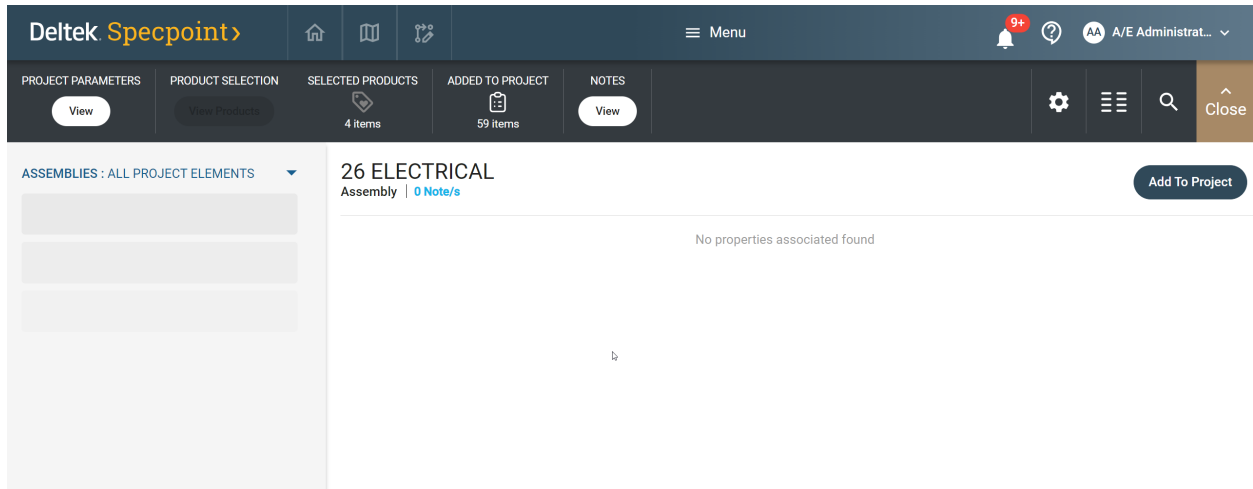 Deltek. Specpoint>
Menu
9+
AA A/E Administrat...
PROJECT PARAMETERS
View
PRODUCT SELECTION
View Products
SELECTED PRODUCTS
4 items
ADDED TO PROJECT
59 items
NOTES
View
Close
ASSEMBLIES : ALL PROJECT ELEMENTS
26 ELECTRICAL
Assembly | 0 Note/s
Add To Project
No properties associated found